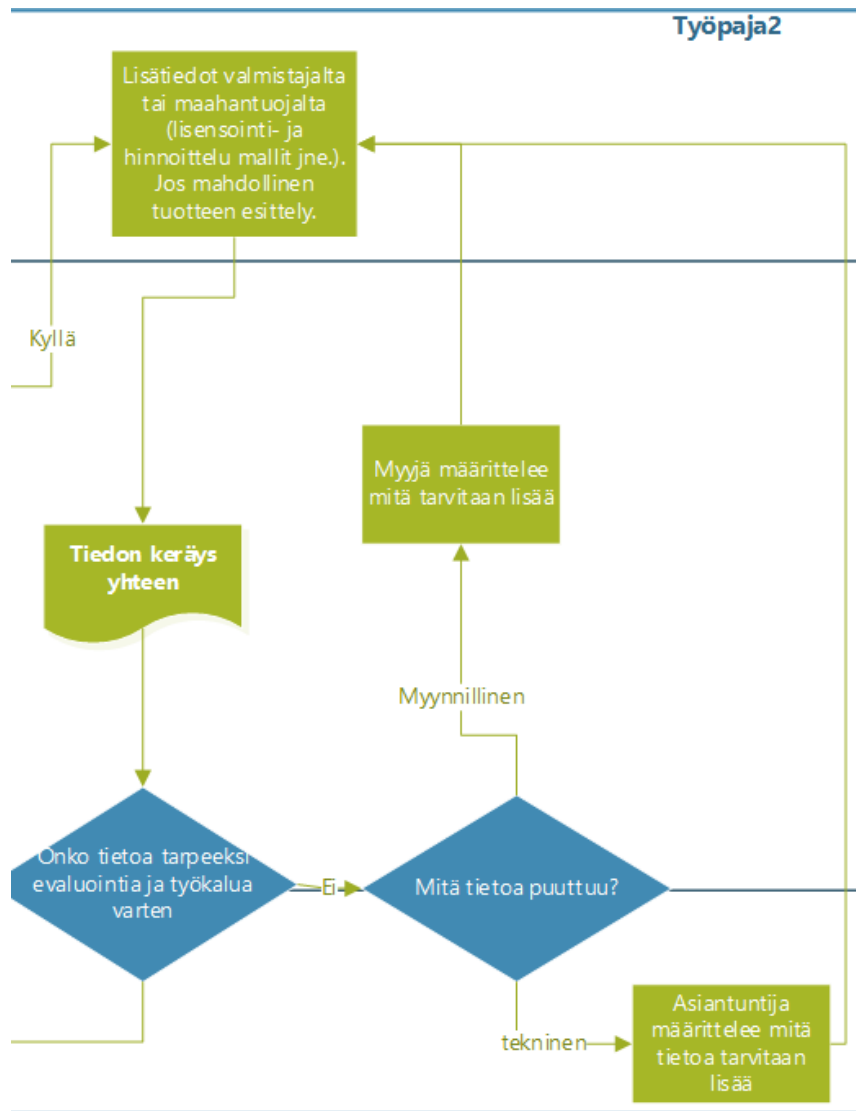 Työpaja2
Lisätiedot valmistajalta
tai maahantuojalta
(lisensointi- ja
hinnoittelu mallit jne.).
Jos mahdollinen
tuotteen esittely.
Kyllä
Myyjä määrittelee
mitä tarvitaan lisää
Tiedon keräys
yhteen
Myynnillinen
Onko tietoa tarpeeksi
evaluointia ja työkalua
varten
Ei
Mitä tietoa puuttuu?
tekninen
Asiantuntija
määrittelee mitä
tietoa tarvitaan
lisää